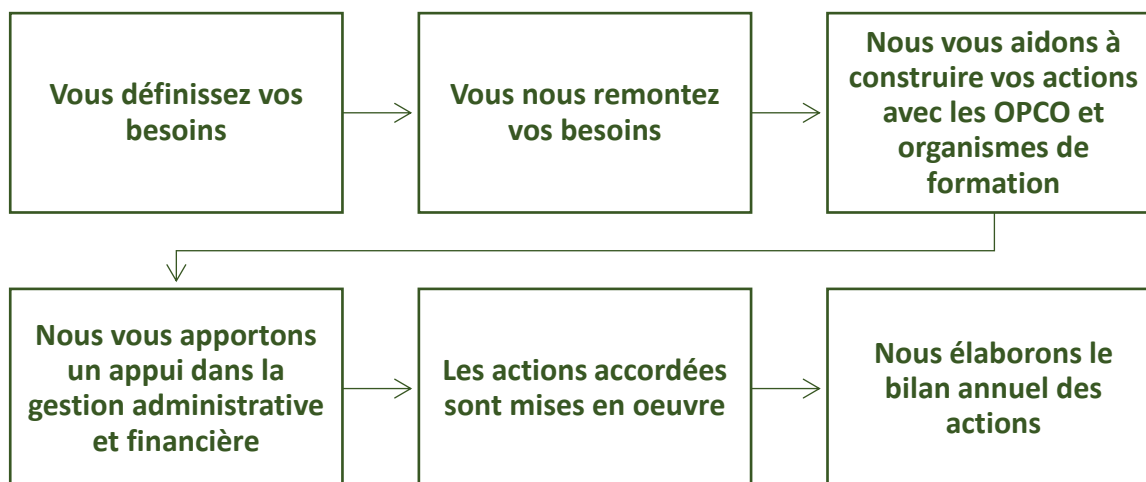 Vous définissez vos
besoins
Vous nous remontez
vos besoins
Nous vous aidons à
construire vos actions
avec les OPCO et
organismes de
formation
Nous vous apportons
un appui dans la
gestion administrative
et financière
Les actions accordées
sont mises en oeuvre
Nous élaborons le
bilan annuel des
actions